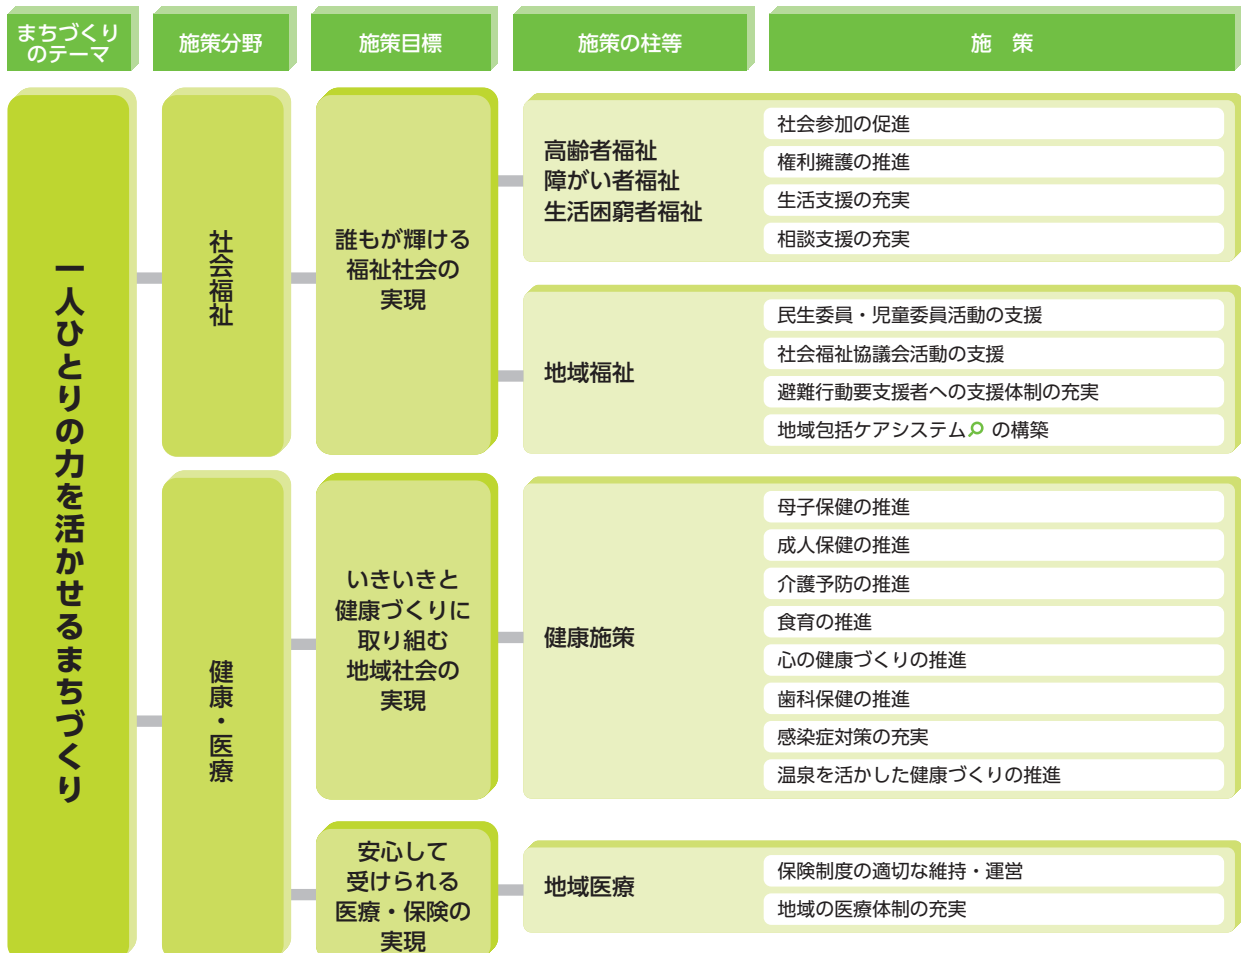 まちづくり
のテーマ
施策分野
施策目標
施策の柱等
施　策
一人ひとりの力を活かせるまちづくり
社会福祉
誰もが輝ける
福祉社会の
実現
高齢者福祉
障がい者福祉
生活困窮者福祉
社会参加の促進
権利擁護の推進
生活支援の充実
相談支援の充実
地域福祉
民生委員・児童委員活動の支援
社会福祉協議会活動の支援
避難行動要支援者への支援体制の充実
地域包括ケアシステム の構築
健康・医療
いきいきと
健康づくりに
取り組む
地域社会の
実現
健康施策
母子保健の推進
成人保健の推進
介護予防の推進
食育の推進
心の健康づくりの推進
歯科保健の推進
感染症対策の充実
温泉を活かした健康づくりの推進
安心して
受けられる
医療・保険の
実現
地域医療
保険制度の適切な維持・運営
地域の医療体制の充実